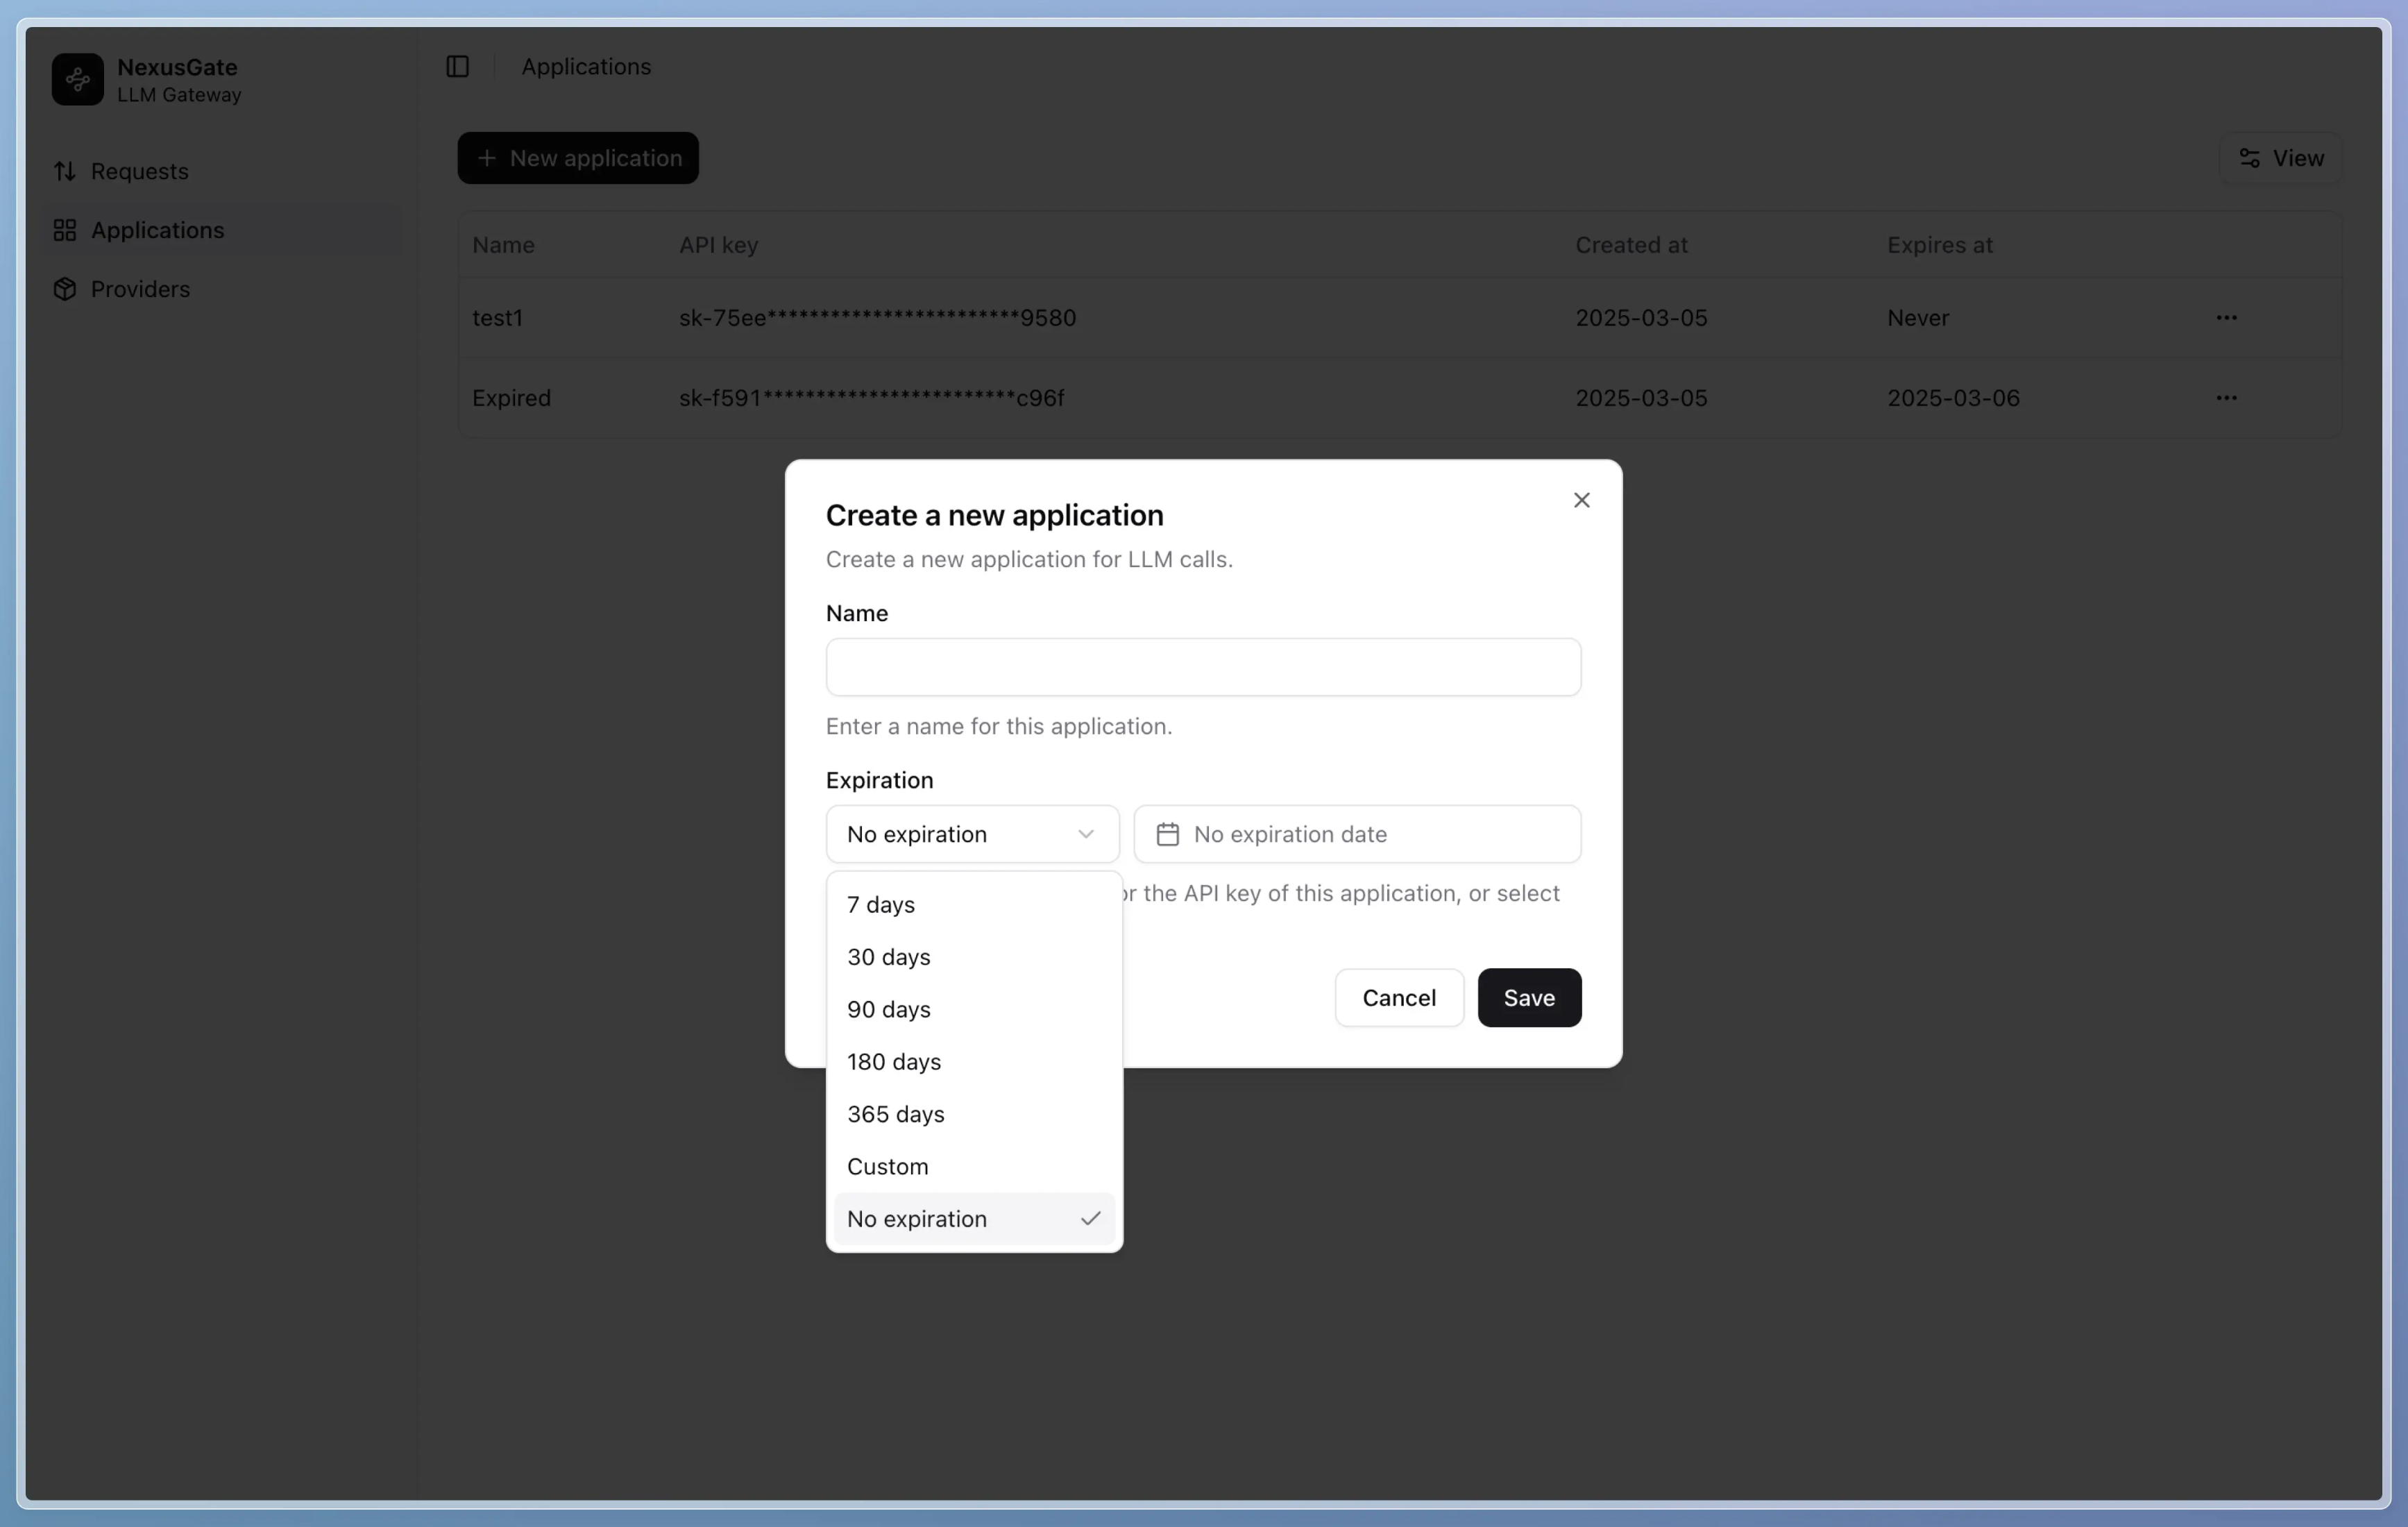 NexusGate
LLM Gateway
Requests
Applications
Providers
Applications
New application
View
Name API key Created at Expires at
test1 sk-75ee************************9580 2025-03-05 Never
Expired sk-f591************************c96f 2025-03-05 2025-03-06
Create a new application
Create a new application for LLM calls.
Name
Enter a name for this application.
Expiration
No expiration No expiration date
or the API key of this application, or select
7 days
30 days
90 days
180 days
365 days
Custom
No expiration
Cancel Save